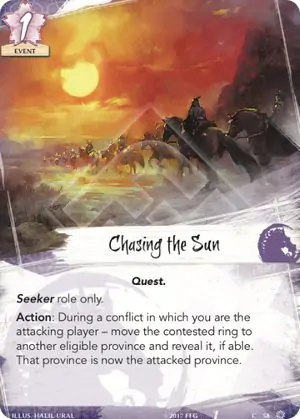 1
EVENT
Chasing the Sun
Quest.
Seeker role only.
Action: During a conflict in which you are the
attacking player – move the contested ring to
another eligible province and reveal it, if able.
That province is now the attacked province.
ILLUS. HALIL URAL
© 2017 FFG